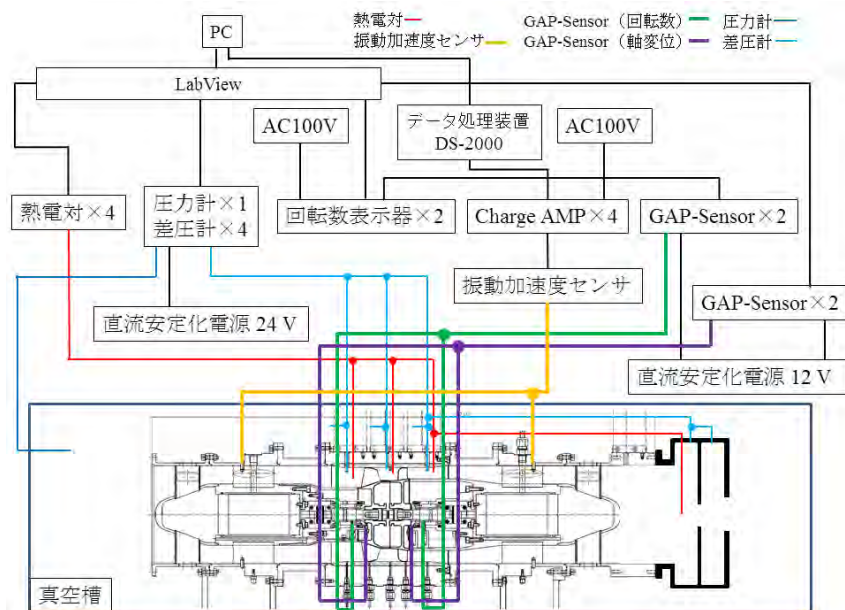 熱電対
GAP-Sensor（回転数）
圧力計
振動加速度センサ
GAP-Sensor（軸変位）
差圧計
PC
LabView
AC100V
データ処理装置
DS-2000
AC100V
熱電対×4
圧力計×1
差圧計×4
回転数表示器×2
Charge AMP×4
GAP-Sensor×2
振動加速度センサ
GAP-Sensor×2
直流安定化電源 24 V
直流安定化電源 12 V
真空槽